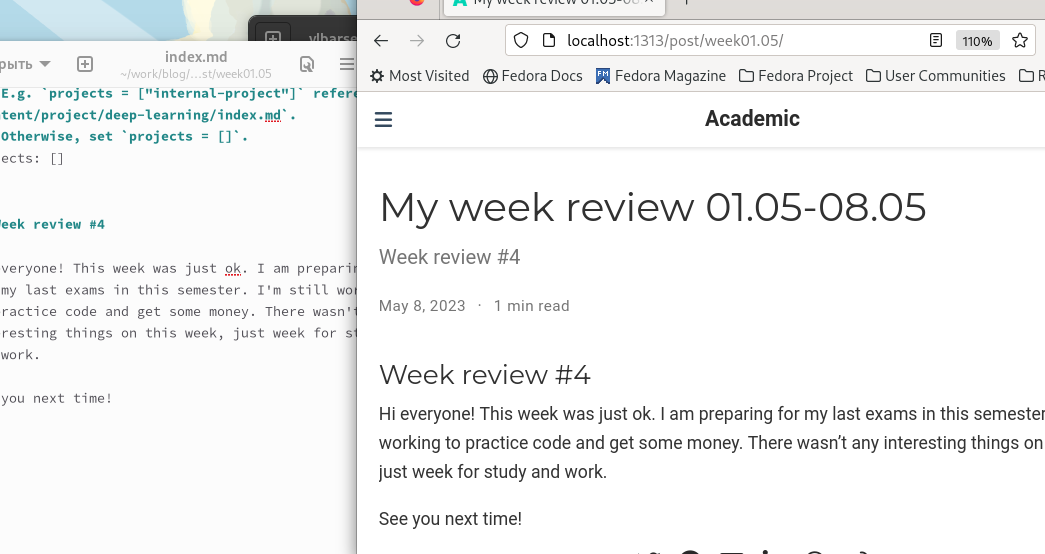 vlbarse
рыть
index.md
~/work/blog/...st/week01.05
E.g. `projects = ["internal-project"]` refere
tent/project/deep-learning/index.md`.
Otherwise, set `projects = []`.
ects: []
Week review #4
veryone! This week was just ok. I am preparin
my last exams in this semester. I'm still wor
ractice code and get some money. There wasn't
resting things on this week, just week for st
work.
you next time!
My week review 01.05-08
localhost:1313/post/week01.05/
110%
Most Visited
Fedora Docs
FM Fedora Magazine
Fedora Project
User Communities
R
Academic
My week review 01.05-08.05
Week review #4
May 8, 2023 · 1 min read
Week review #4
Hi everyone! This week was just ok. I am preparing for my last exams in this semester
working to practice code and get some money. There wasn't any interesting things on
just week for study and work.
See you next time!